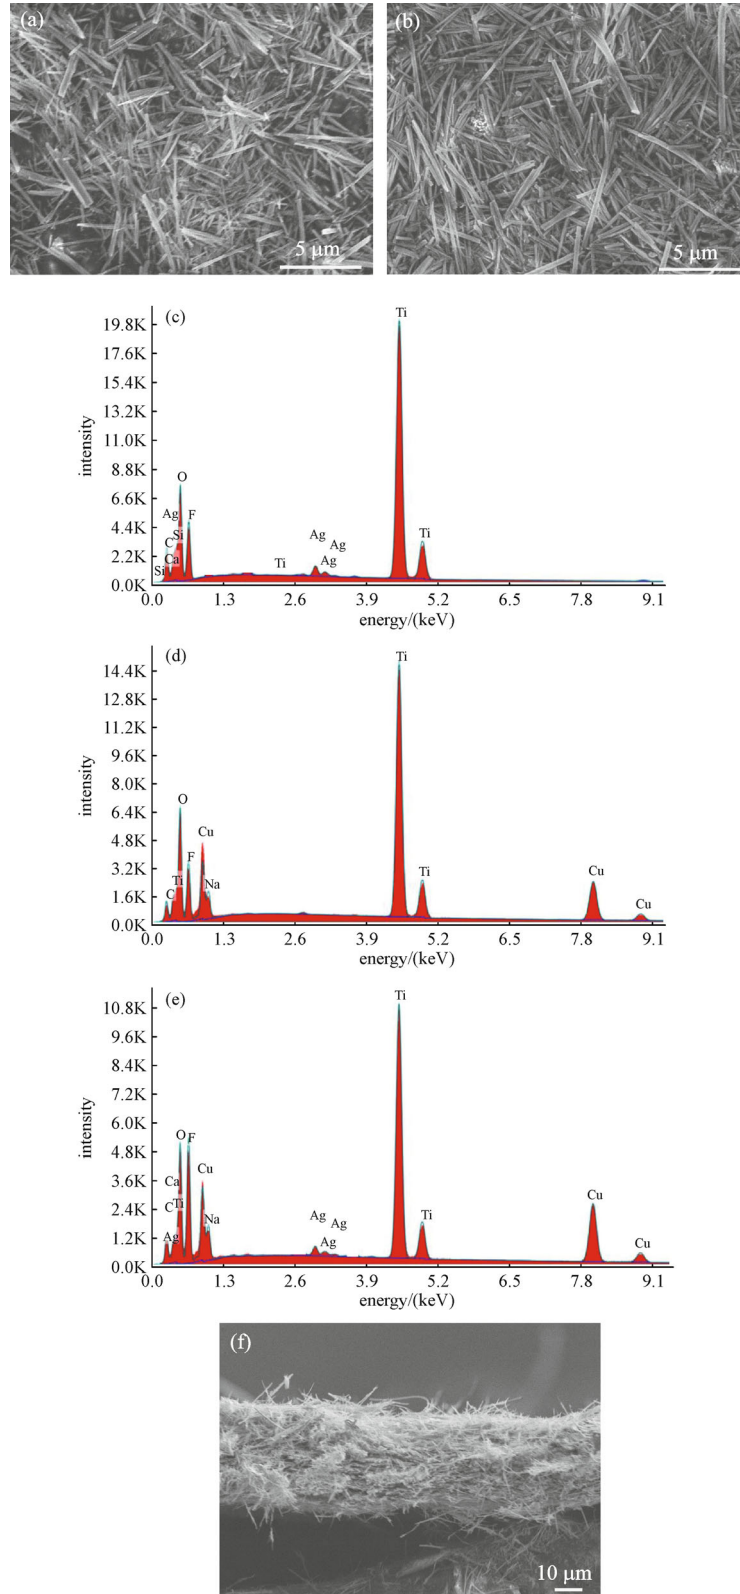 (a)
5 μm
(b)
5 μm
(c)
Ti
19.8K
17.6K
15.4K
13.2K
11.0K
8.8K
6.6K
4.4K
2.2K
0.0K
intensity
O
Ag
F
Si
C
Ca
Si
Ti
Ag
Ag
Ag
Ti
0.0 1.3 2.6 3.9 5.2 6.5 7.8 9.1
energy/(keV)
(d)
Ti
14.4K
12.8K
11.2K
9.6K
8.0K
6.4K
4.8K
3.2K
1.6K
0.0K
intensity
O
Cu
F
Ti
C
Na
Ti
Cu
Cu
0.0 1.3 2.6 3.9 5.2 6.5 7.8 9.1
energy/(keV)
(e)
Ti
10.8K
9.6K
8.4K
7.2K
6.0K
4.8K
3.6K
2.4K
1.2K
0.0K
intensity
O
F
Ca
Cu
C
Ti
Na
Ag
Ag
Ag
Ag
Ti
Cu
Cu
0.0 1.3 2.6 3.9 5.2 6.5 7.8 9.1
energy/(keV)
(f)
10 μm